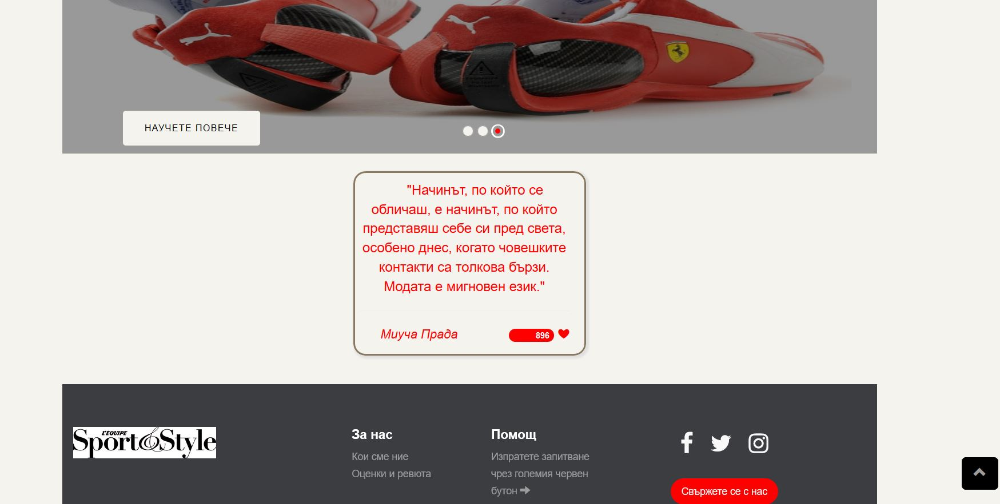 НАУЧЕТЕ ПОВЕЧЕ
"Начинът, по който се
обличаш, е начинът, по който
представяш себе си пред света,
особено днес, когато човешките
контакти са толкова бързи.
Модата е мигновен език."
Миуча Прада
896
L'EQUIPE
Sport&Style
За нас
Кои сме ние
Оценки и ревюта
Помощ
Изпратете запитване
чрез големия червен
бутон
Свържете се с нас